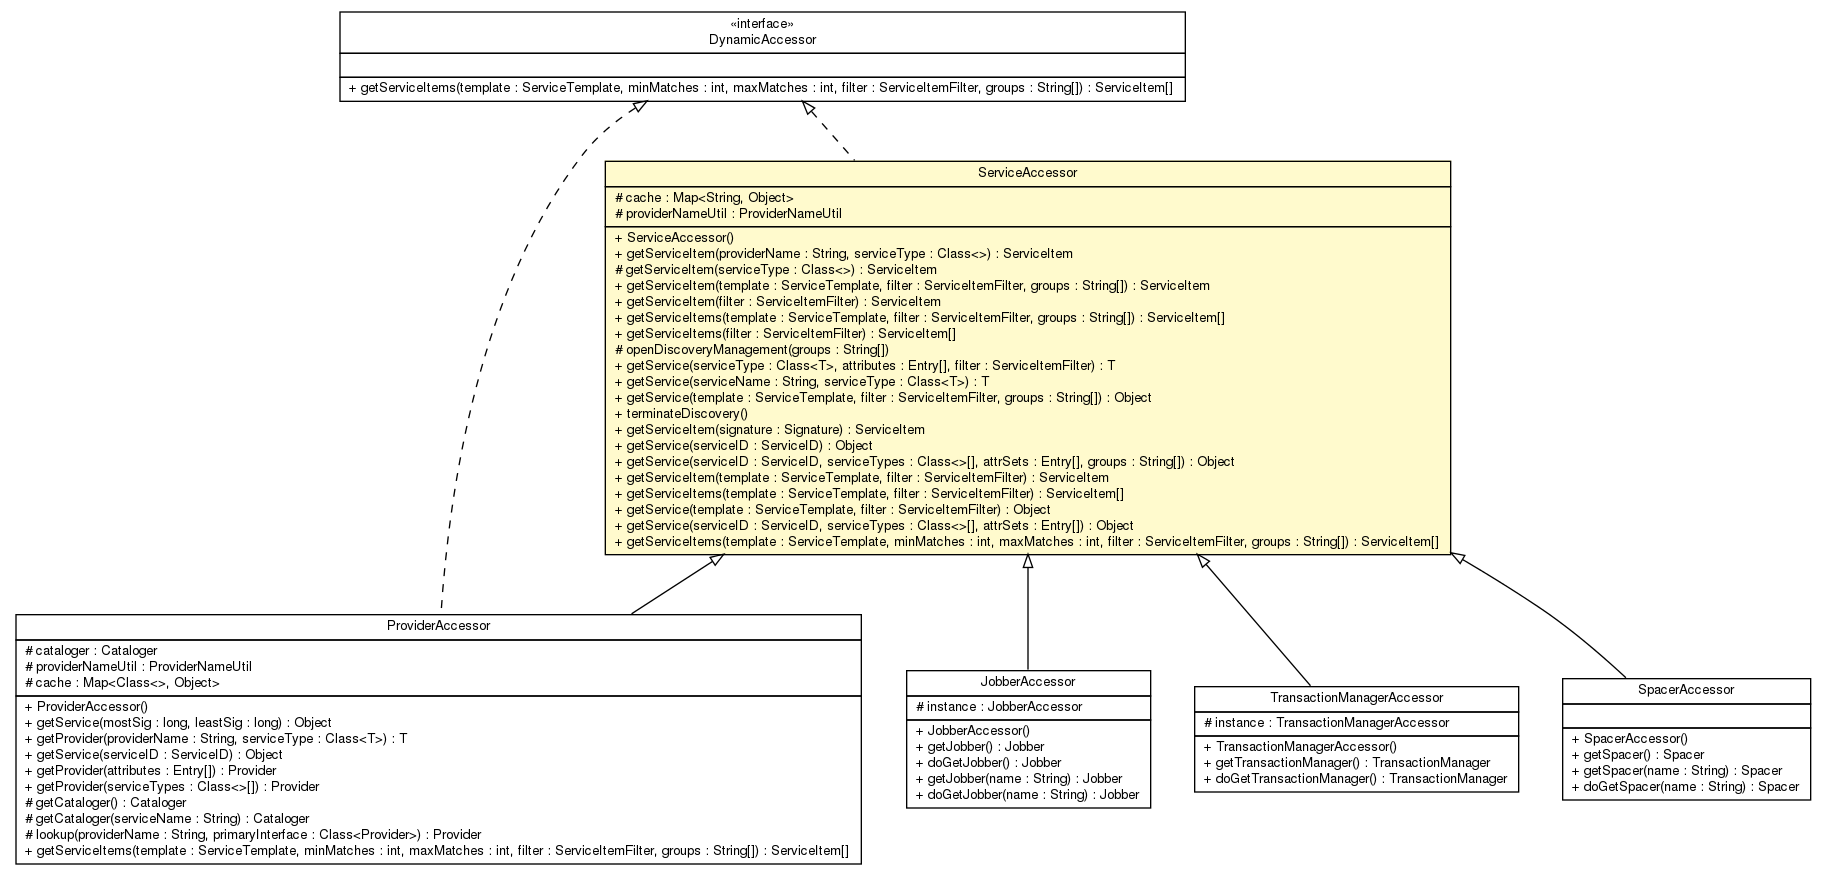 «interface»
DynamicAccessor
+ getServiceItems(template : ServiceTemplate, minMatches : int, maxMatches : int, filter : ServiceItemFilter, groups : String[]) : ServiceItem[]
ServiceAccessor
# cache : Map<String, Object>
# providerNameUtil : ProviderNameUtil
+ ServiceAccessor()
+ getServiceItem(providerName : String, serviceType : Class<>) : ServiceItem
# getServiceItem(serviceType : Class<>) : ServiceItem
+ getServiceItem(template : ServiceTemplate, filter : ServiceItemFilter, groups : String[]) : ServiceItem
+ getServiceItem(filter : ServiceItemFilter) : ServiceItem
+ getServiceItems(template : ServiceTemplate, filter : ServiceItemFilter, groups : String[]) : ServiceItem[]
+ getServiceItems(filter : ServiceItemFilter) : ServiceItem[]
# openDiscoveryManagement(groups : String[])
+ getService(serviceType : Class<T>, attributes : Entry[], filter : ServiceItemFilter) : T
+ getService(serviceName : String, serviceType : Class<T>) : T
+ getService(template : ServiceTemplate, filter : ServiceItemFilter, groups : String[]) : Object
+ terminateDiscovery()
+ getServiceItem(signature : Signature) : ServiceItem
+ getService(serviceID : ServiceID) : Object
+ getService(serviceID : ServiceID, serviceTypes : Class<>[], attrSets : Entry[], groups : String[]) : Object
+ getServiceItem(template : ServiceTemplate, filter : ServiceItemFilter) : ServiceItem
+ getServiceItems(template : ServiceTemplate, filter : ServiceItemFilter) : ServiceItem[]
+ getService(template : ServiceTemplate, filter : ServiceItemFilter) : Object
+ getService(serviceID : ServiceID, serviceTypes : Class<>[], attrSets : Entry[]) : Object
+ getServiceItems(template : ServiceTemplate, minMatches : int, maxMatches : int, filter : ServiceItemFilter, groups : String[]) : ServiceItem[]
ProviderAccessor
# cataloger : Cataloger
# providerNameUtil : ProviderNameUtil
# cache : Map<Class<>, Object>
+ ProviderAccessor()
+ getService(mostSig : long, leastSig : long) : Object
+ getProvider(providerName : String, serviceType : Class<T>) : T
+ getService(serviceID : ServiceID) : Object
+ getProvider(attributes : Entry[]) : Provider
+ getProvider(serviceTypes : Class<>[]) : Provider
# getCataloger() : Cataloger
# getCataloger(serviceName : String) : Cataloger
# lookup(providerName : String, primaryInterface : Class<Provider>) : Provider
+ getServiceItems(template : ServiceTemplate, minMatches : int, maxMatches : int, filter : ServiceItemFilter, groups : String[]) : ServiceItem[]
JobberAccessor
# instance : JobberAccessor
+ JobberAccessor()
+ getJobber() : Jobber
+ doGetJobber() : Jobber
+ getJobber(name : String) : Jobber
+ doGetJobber(name : String) : Jobber
TransactionManagerAccessor
# instance : TransactionManagerAccessor
+ TransactionManagerAccessor()
+ getTransactionManager() : TransactionManager
+ doGetTransactionManager() : TransactionManager
SpacerAccessor
+ SpacerAccessor()
+ getSpacer() : Spacer
+ getSpacer(name : String) : Spacer
+ doGetSpacer(name : String) : Spacer